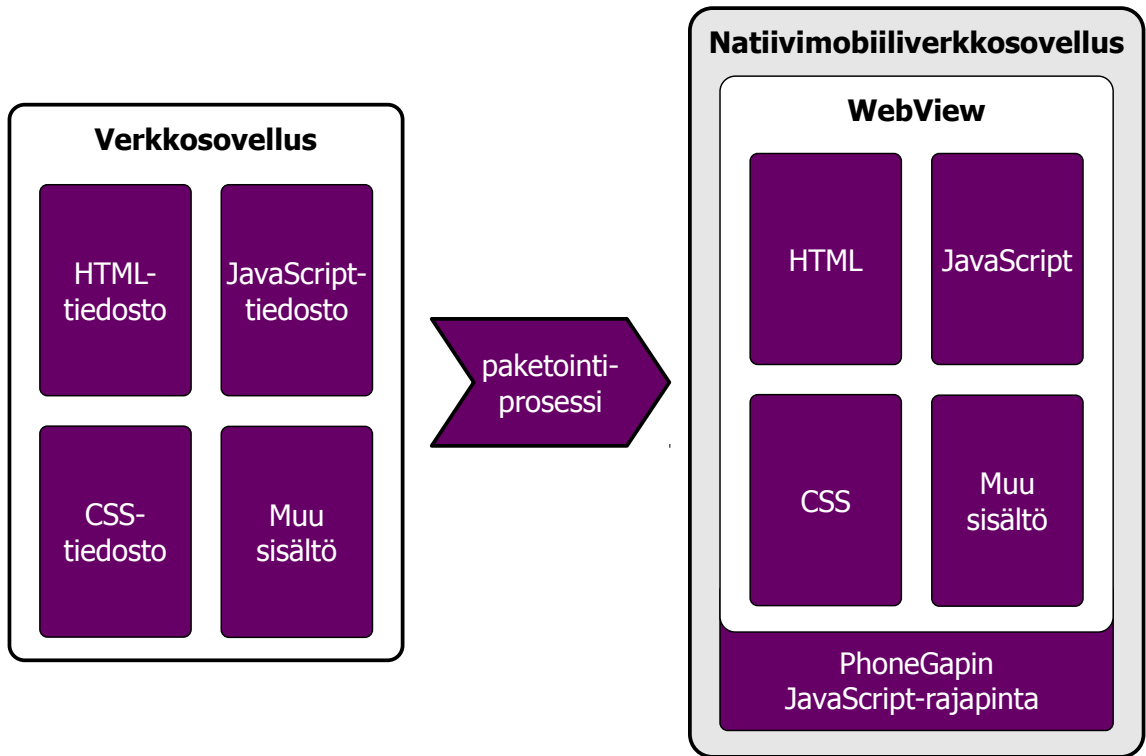 Verkkosovellus
HTML-
tiedosto
JavaScript-
tiedosto
CSS-
tiedosto
Muu
sisältö
paketointi-
prosessi
Natiivimobiiliverkkosovellus
WebView
HTML
JavaScript
CSS
Muu
sisältö
PhoneGapin
JavaScript-rajapinta